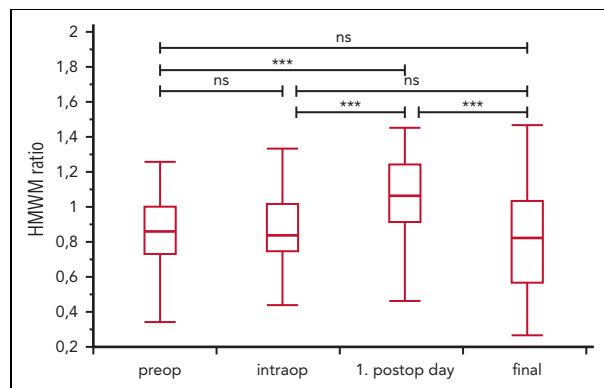 2
ns
1,8
***
ns
ns
1,6
***
***
1,4
1,2
1
0,8
0,6
0,4
0,2
HMWM ratio
preop intraop 1. postop day final